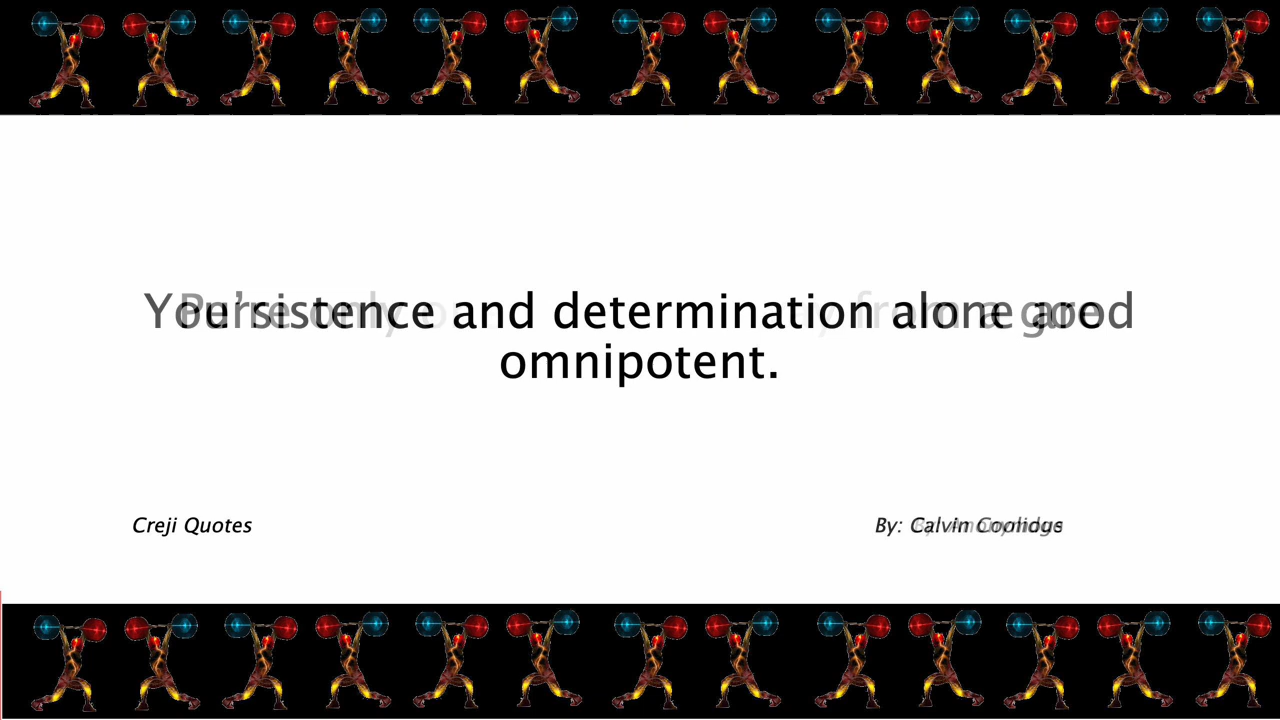 Persistence and determination alone are
omnipotent.
Creji Quotes
By: Calvin Coolidge